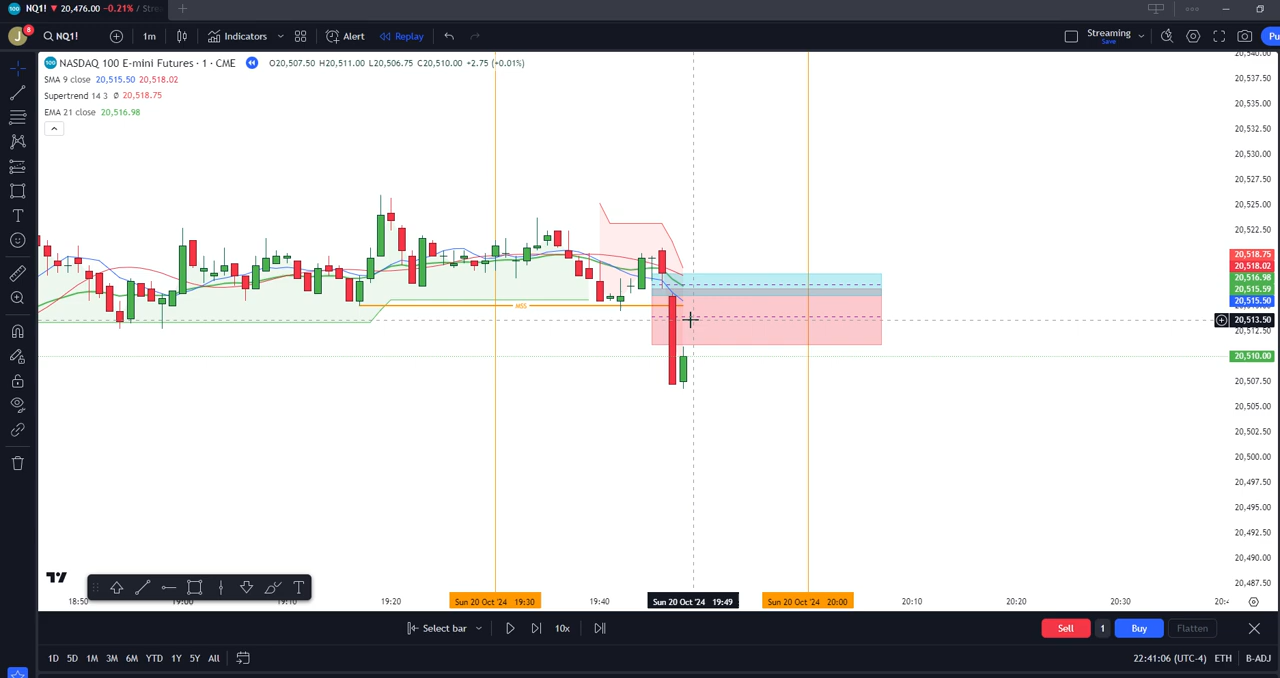 NQ1! ▼ 20,476.00 −0.21% / Stre
J 8 NQ1! 1m Indicators Alert Replay Streaming Save Pu
NASDAQ 100 E-mini Futures · 1 · CME O20,507.50 H20,511.00 L20,506.75 C20,510.00 +2.75 (+0.01%)
SMA 9 close 20,515.50 20,518.02
Supertrend 14 3 Ø 20,518.75
EMA 21 close 20,516.98
20,540.00
20,537.50
20,535.00
20,532.50
20,530.00
20,527.50
20,525.00
20,522.50
20,518.75
20,518.02
20,516.98
20,515.59
20,515.50
MSS
20,513.50
20,512.50
20,510.00
20,507.50
20,505.00
20,502.50
20,500.00
20,497.50
20,495.00
20,492.50
20,490.00
20,487.50
18:50 19:00 19:10 19:20 Sun 20 Oct '24 19:30 19:40 Sun 20 Oct '24 19:49 Sun 20 Oct '24 20:00 20:10 20:20 20:30 20:4
Select bar 10x Sell 1 Buy Flatten
1D 5D 1M 3M 6M YTD 1Y 5Y All 22:41:06 (UTC-4) ETH B-ADJ